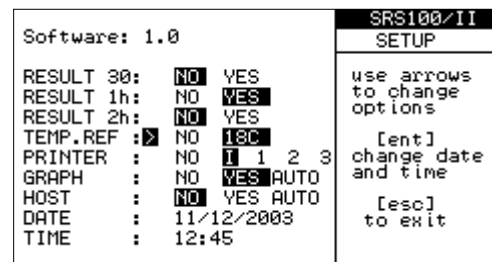 Software: 1.0
RESULT 30: NO YES
RESULT 1h: NO YES
RESULT 2h: NO YES
TEMP.REF :> NO 18C
PRINTER : NO I 1 2 3
GRAPH : NO YES AUTO
HOST : NO YES AUTO
DATE : 11/12/2003
TIME : 12:45
SRS100/II
SETUP
use arrows
to change
options
[ent]
change date
and time
[esc]
to exit